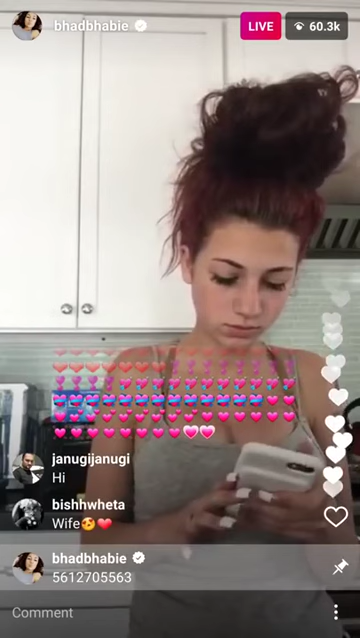 bhadbhabie
LIVE
60.3k
janugijanugi
Hi
bishhwheta
Wife😘❤️
bhadbhabie
5612705563
Comment